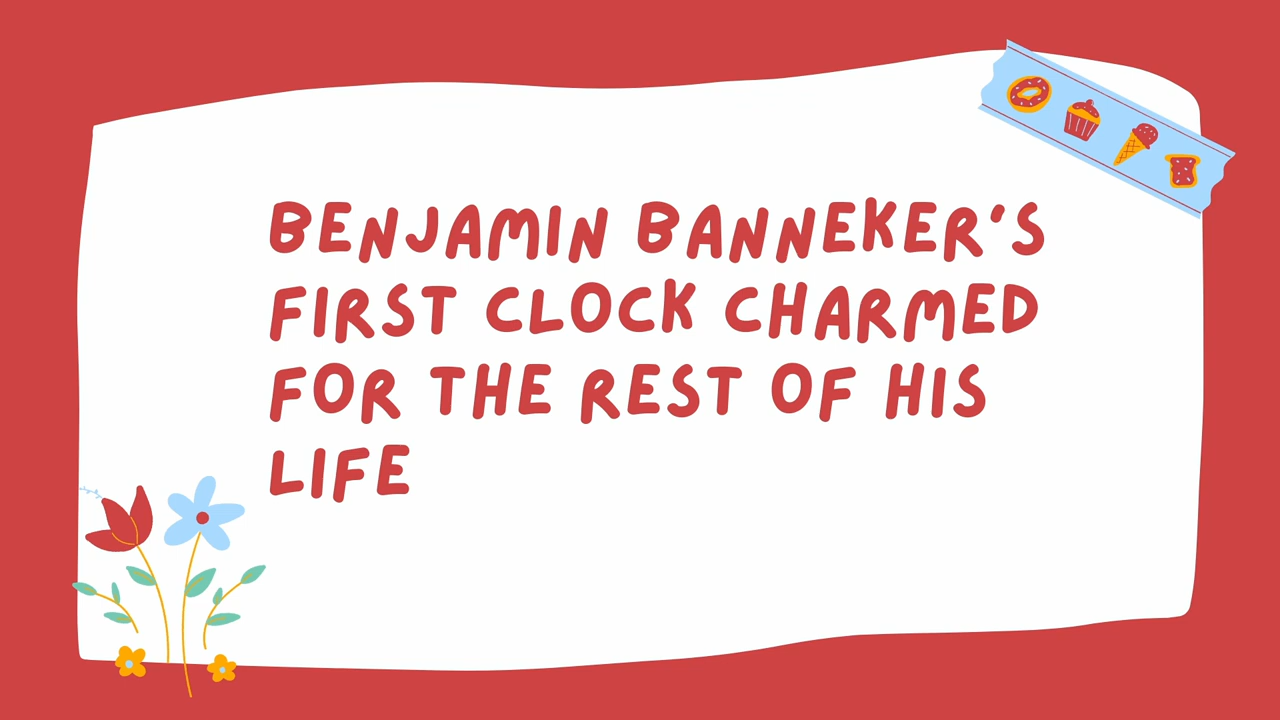 BENJAMIN BANNEKER'S
FIRST CLOCK CHARMED
FOR THE REST OF HIS
LIFE